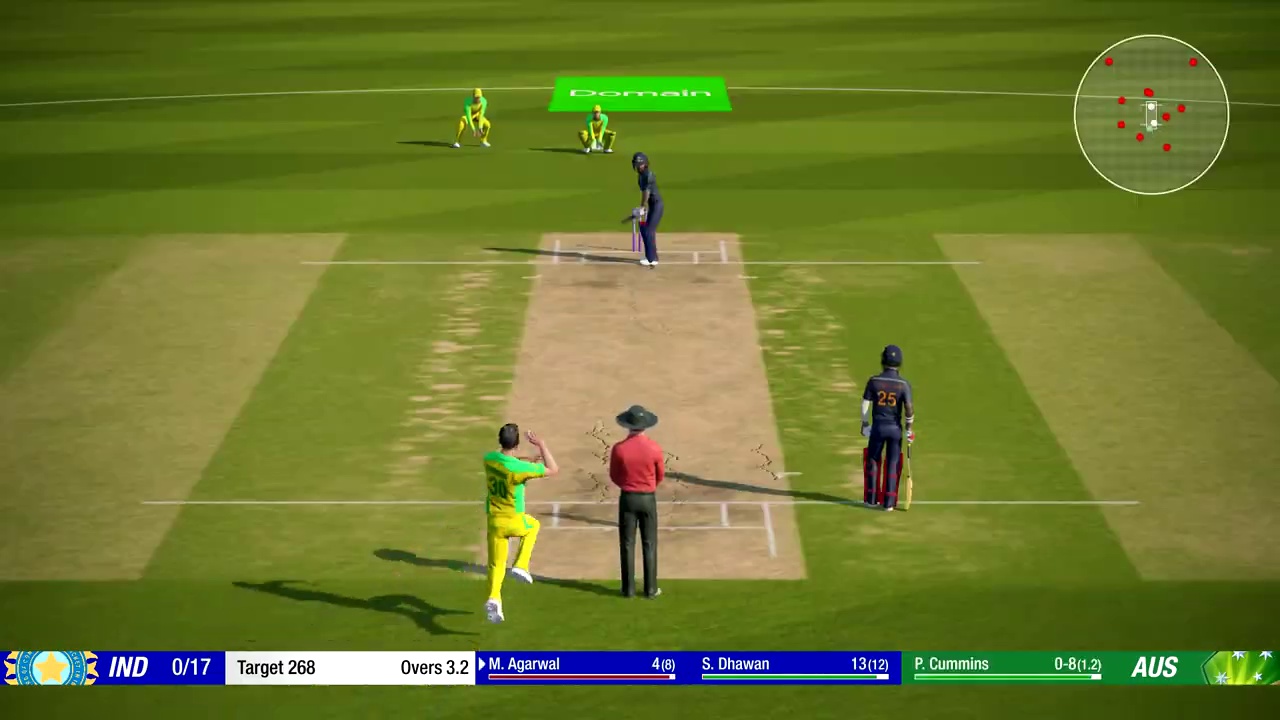 Domain
25
30
IND 0/17 Target 268 Overs 3.2 M. Agarwal 4(8) S. Dhawan 13(12) P. Cummins 0-8(1.2) AUS